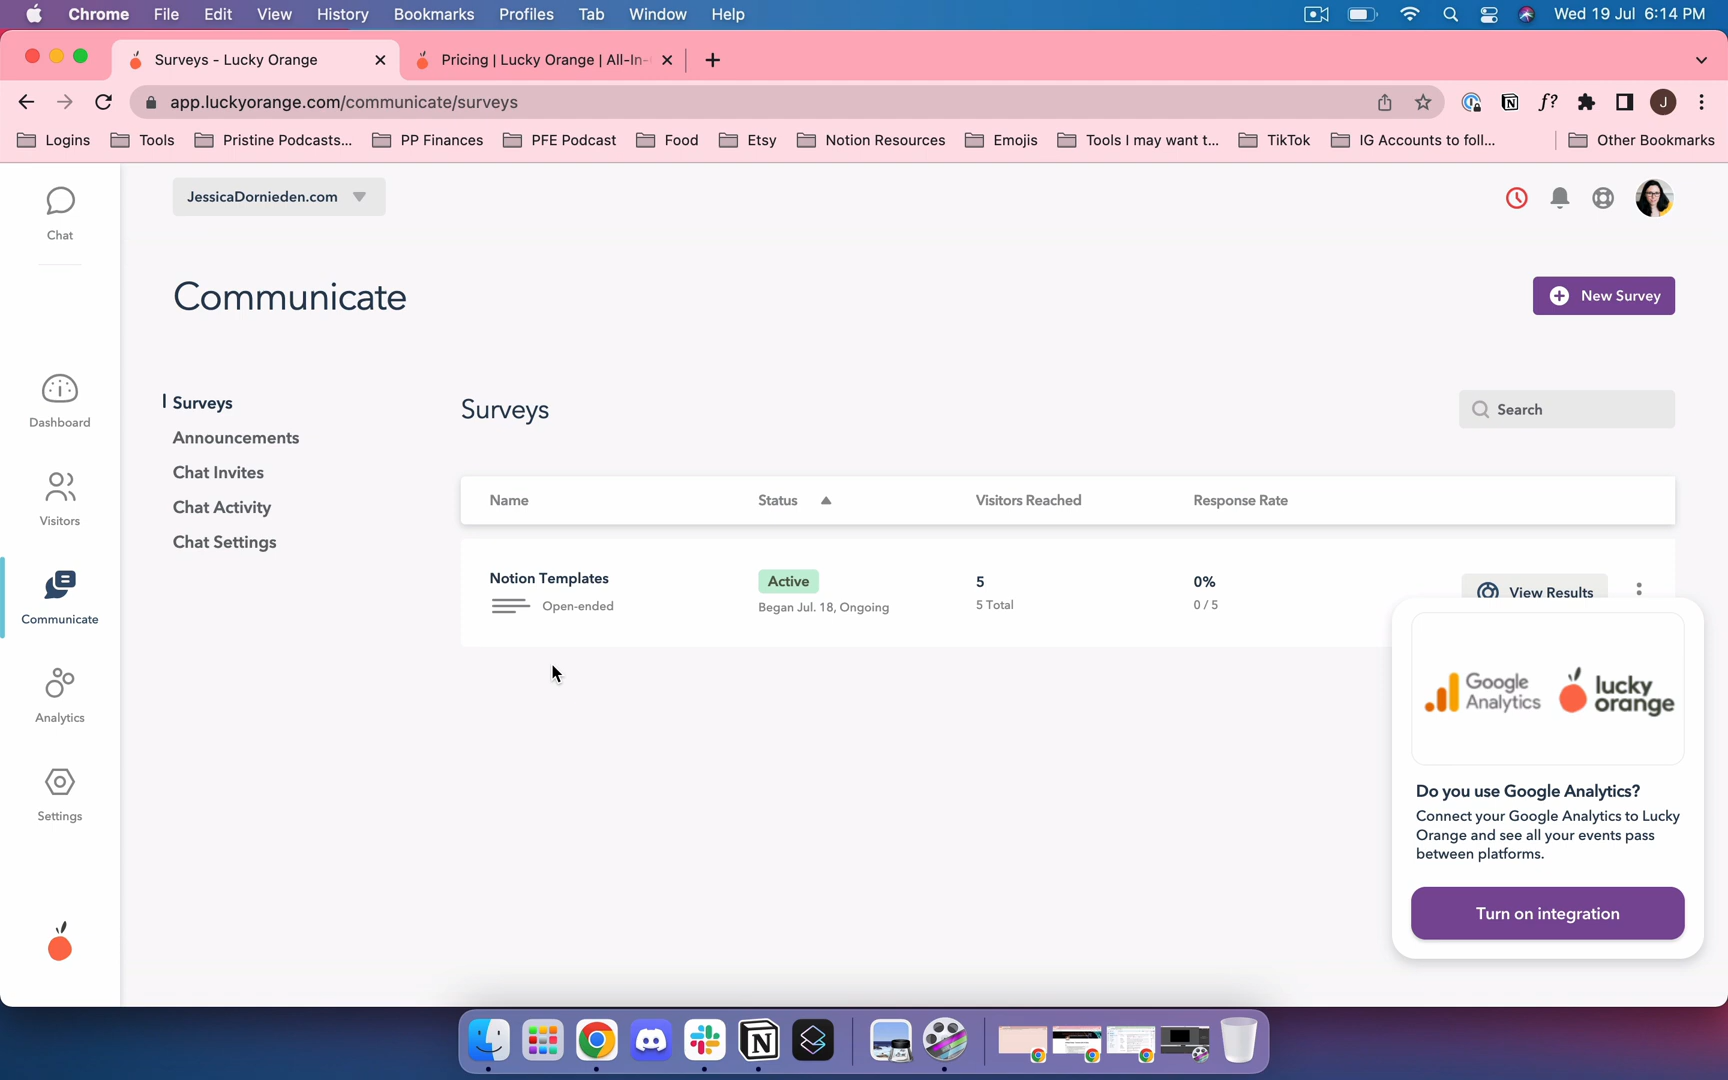 Chrome File Edit View History Bookmarks Profiles Tab Window Help Wed 19 Jul 6:14 PM
Surveys - Lucky Orange Pricing | Lucky Orange | All-In-
app.luckyorange.com/communicate/surveys f? J
Logins Tools Pristine Podcasts... PP Finances PFE Podcast Food Etsy Notion Resources Emojis Tools I may want t... TikTok IG Accounts to foll... Other Bookmarks
JessicaDornieden.com
Chat
Communicate
New Survey
Dashboard
Visitors
Communicate
Analytics
Settings
Surveys
Announcements
Chat Invites
Chat Activity
Chat Settings
Surveys
Search
Name Status Visitors Reached Response Rate
Notion Templates Active 5 0% View Results
Open-ended Began Jul. 18, Ongoing 5 Total 0 / 5
Google Analytics lucky orange
Do you use Google Analytics?
Connect your Google Analytics to Lucky
Orange and see all your events pass
between platforms.
Turn on integration